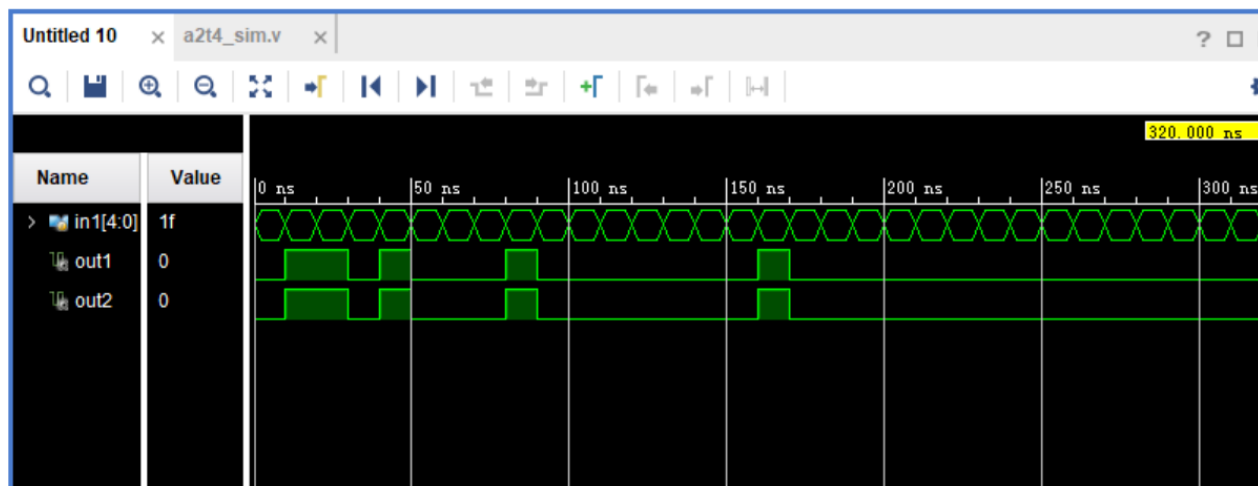 Untitled 10 × a2t4_sim.v ×
?
320.000 ns
Name Value
0 ns 50 ns 100 ns 150 ns 200 ns 250 ns 300 ns
> in1[4:0] 1f
out1 0
out2 0